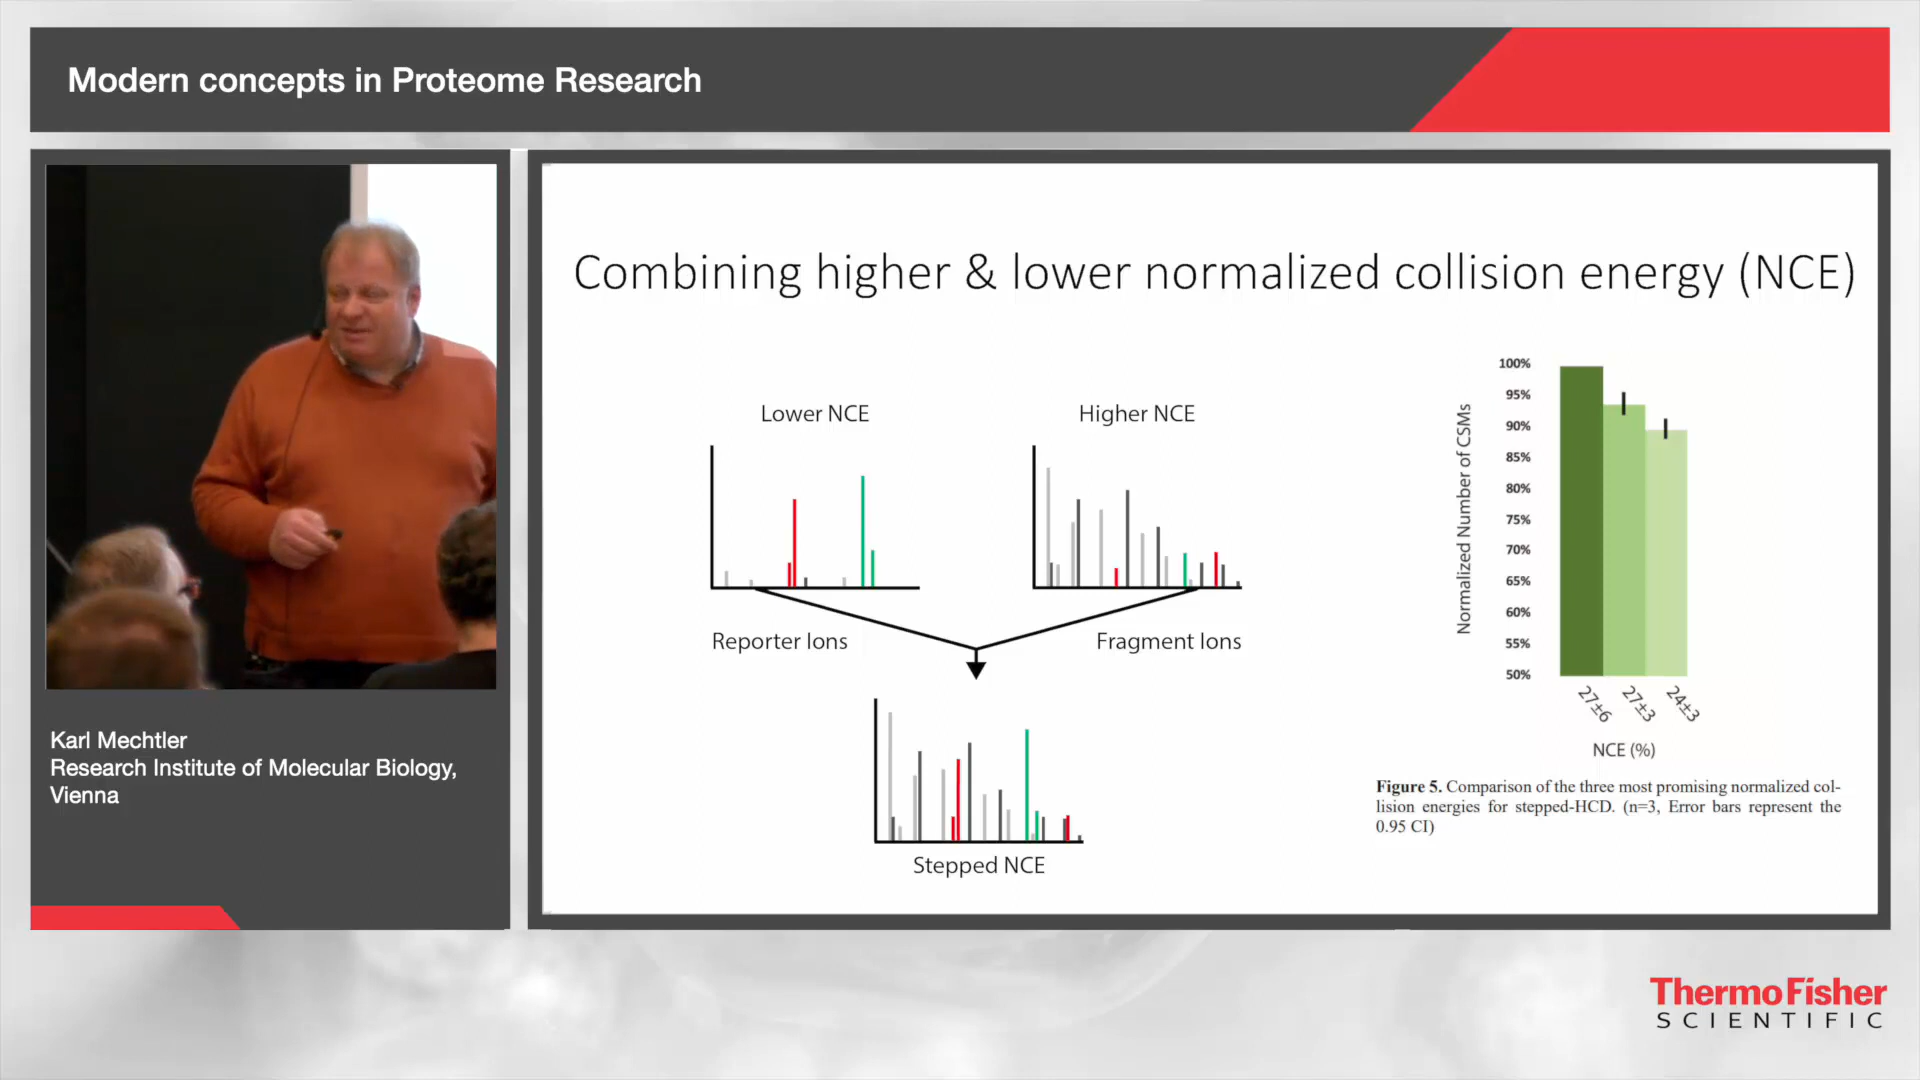 Modern concepts in Proteome Research
Karl Mechtler
Research Institute of Molecular Biology,
Vienna
Combining higher & lower normalized collision energy (NCE)
Lower NCE
Higher NCE
Reporter Ions
Fragment Ions
Stepped NCE
Normalized Number of CSMs
100%
95%
90%
85%
80%
75%
70%
65%
60%
55%
50%
27±6
27±3
24±3
NCE (%)
Figure 5. Comparison of the three most promising normalized col-
lision energies for stepped-HCD. (n=3, Error bars represent the
0.95 CI)
ThermoFisher
SCIENTIFIC